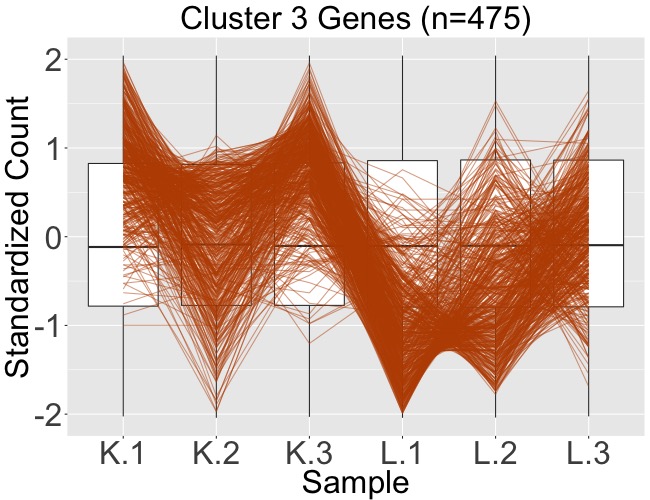 Cluster 3 Genes (n=475)
Standardized Count
2
1
0
-1
-2
K.1 K.2 K.3 L.1 L.2 L.3
Sample